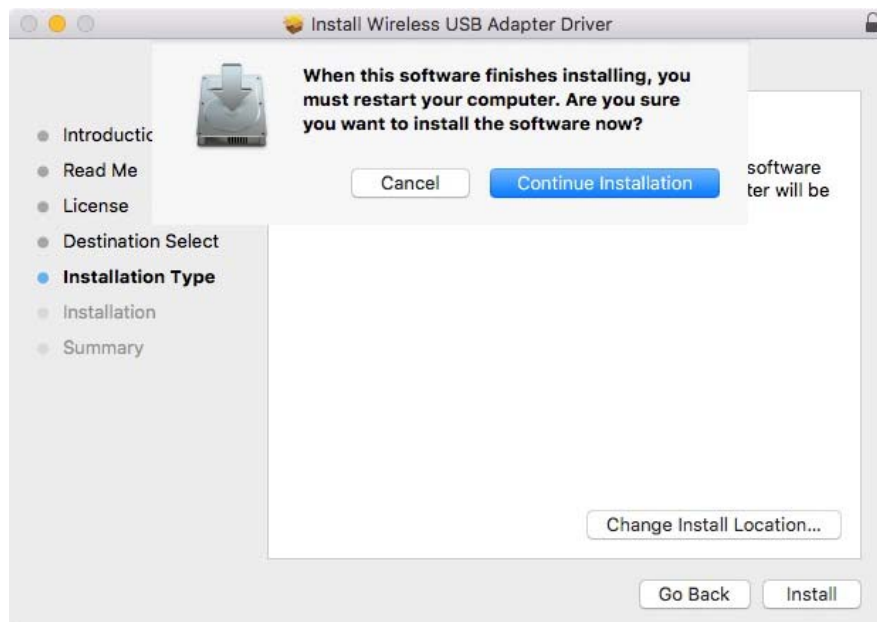 Install Wireless USB Adapter Driver
When this software finishes installing, you
must restart your computer. Are you sure
you want to install the software now?
Cancel
Continue Installation
Introductic
Read Me
License
Destination Select
Installation Type
Installation
Summary
software
ter will be
Change Install Location...
Go Back
Install